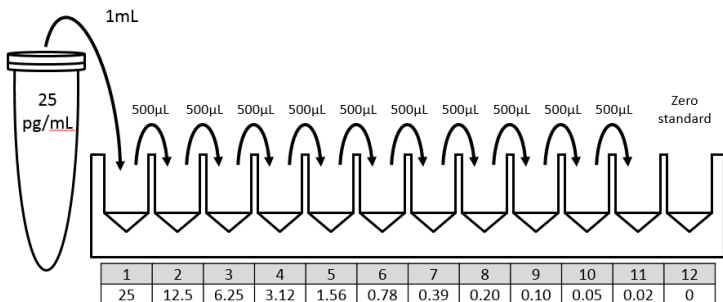 1mL
25
pg/mL
500µL 500µL 500µL 500µL 500µL 500µL 500µL 500µL 500µL 500µL
Zero
standard
1 2 3 4 5 6 7 8 9 10 11 12
25 12.5 6.25 3.12 1.56 0.78 0.39 0.20 0.10 0.05 0.02 0